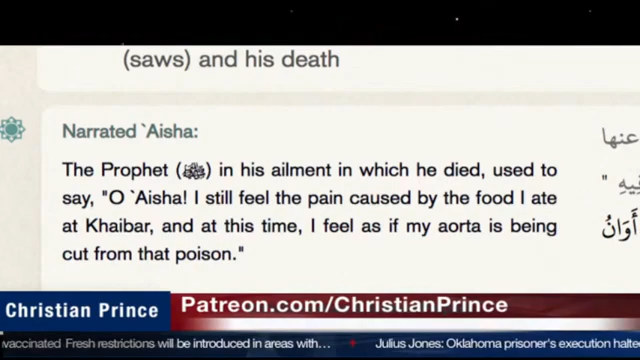 (saws) and his death
Narrated `Aisha:
The Prophet (ﷺ) in his ailment in which he died, used to
say, "O `Aisha! I still feel the pain caused by the food I ate
at Khaibar, and at this time, I feel as if my aorta is being
cut from that poison."
عنها
فِيهِ "
أَوَانُ
Christian Prince
Patreon.com/ChristianPrince
vaccinated Fresh restrictions will be introduced in areas with… + Julius Jones: Oklahoma prisoner's execution halte